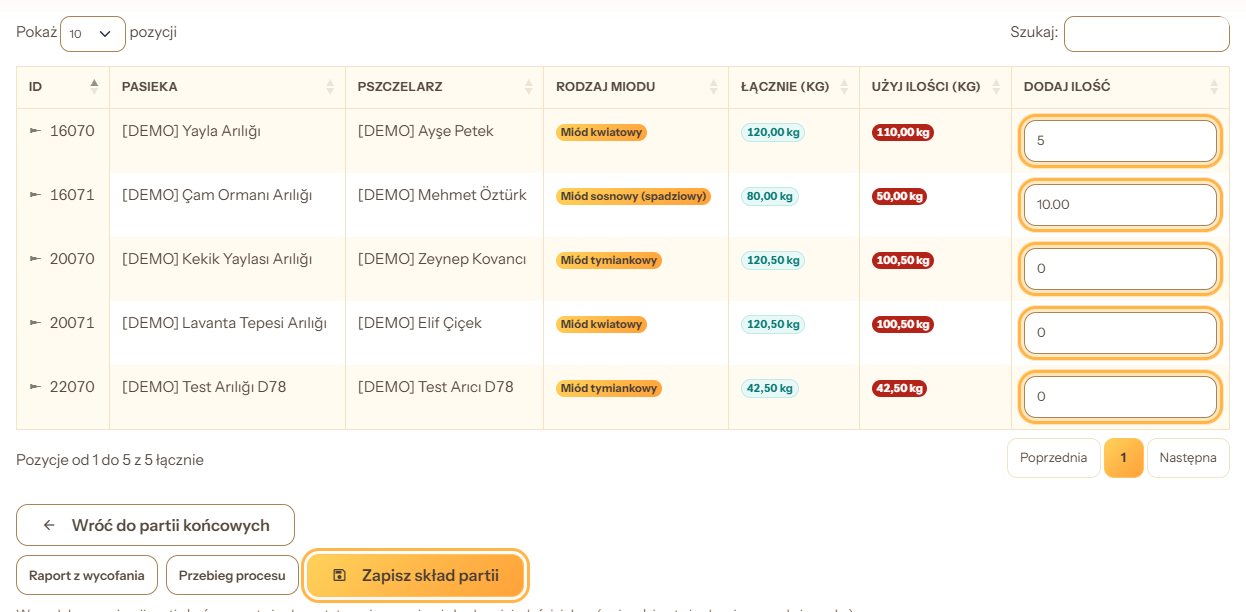 Pokaż 10 pozycji Szukaj:
ID PASIEKA PSZCZELARZ RODZAJ MIODU ŁĄCZNIE (KG) UŻYJ ILOŚCI (KG) DODAJ ILOŚĆ
16070 [DEMO] Yayla Arılığı [DEMO] Ayşe Petek Miód kwiatowy 120,00 kg 110,00 kg 5
16071 [DEMO] Çam Ormanı Arılığı [DEMO] Mehmet Öztürk Miód sosnowy (spadziowy) 80,00 kg 50,00 kg 10.00
20070 [DEMO] Kekik Yaylası Arılığı [DEMO] Zeynep Kovancı Miód tymiankowy 120,50 kg 100,50 kg 0
20071 [DEMO] Lavanta Tepesi Arılığı [DEMO] Elif Çiçek Miód kwiatowy 120,50 kg 100,50 kg 0
22070 [DEMO] Test Arılığı D78 [DEMO] Test Arıcı D78 Miód tymiankowy 42,50 kg 42,50 kg 0
Pozycje od 1 do 5 z 5 łącznie Poprzednia 1 Następna
Wróć do partii końcowych
Raport z wycofania Przebieg procesu Zapisz skład partii